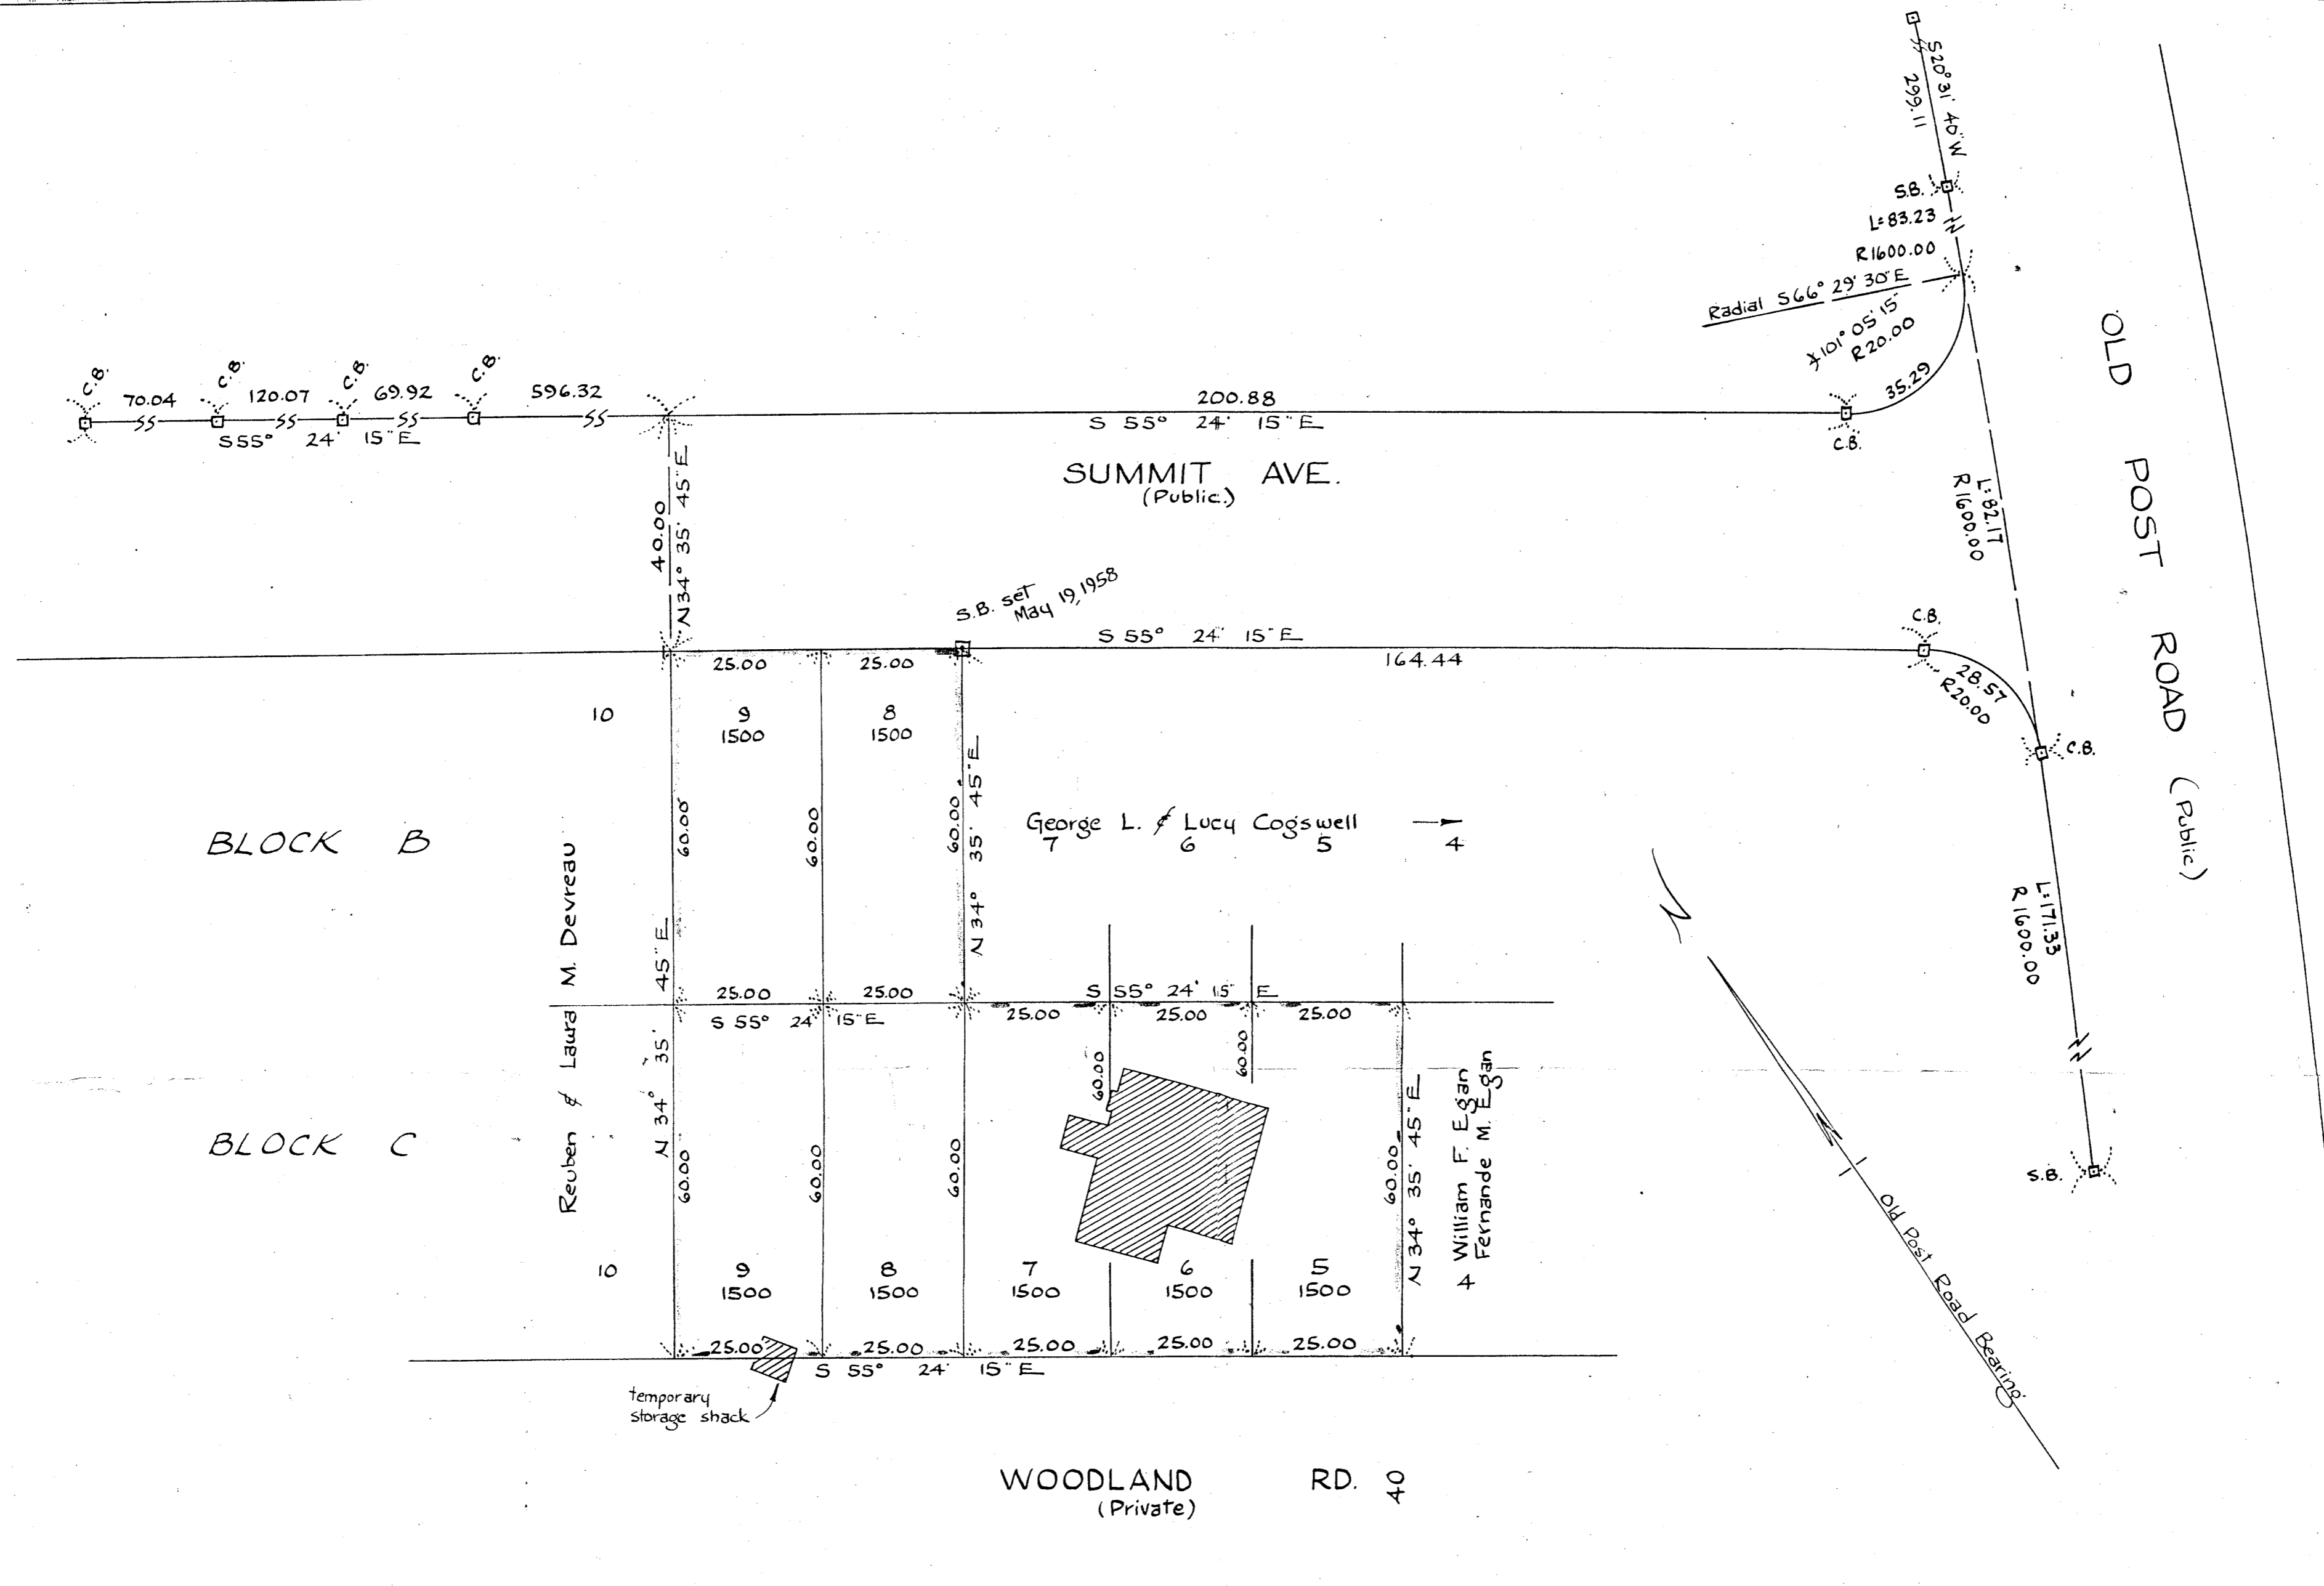 S20° 31' 40" W
299.11
S.B.
L=83.23
R1600.00
Radial S66° 29' 30" E
∡101° 05' 15"
R20.00
35.29
C.B.
C.B.
C.B.
C.B.
70.04
120.07
69.92
596.32
S55° 24' 15" E
200.88
S 55° 24' 15" E
C.B.
SUMMIT AVE.
(Public.)
40.00
N34° 35' 45" E
OLD POST ROAD (Public)
L=82.17
R1600.00
S.B. set
May 19, 1958
S 55° 24' 15" E
164.44
C.B.
28.57
R20.00
C.B.
25.00
25.00
10
9
1500
8
1500
60.00
60.00
60.00
N 34° 35' 45" E
George L. & Lucy Cogswell
7 6 5 4
BLOCK B
Reuben & Laura M. Devreau
N 34° 35' 45" E
L=171.33
R 1600.00
25.00
25.00
S 55° 24' 15" E
S 55° 24' 15" E
25.00
25.00
25.00
60.00
60.00
BLOCK C
60.00
60.00
60.00
60.00
N 34° 35' 45" E
4 William F. Egan
Fernande M. Egan
S.B.
Old Post Road Bearing.
10
9
1500
8
1500
7
1500
6
1500
5
1500
25.00
25.00
25.00
25.00
25.00
S 55° 24' 15" E
temporary
storage shack
WOODLAND RD. 40
(Private)